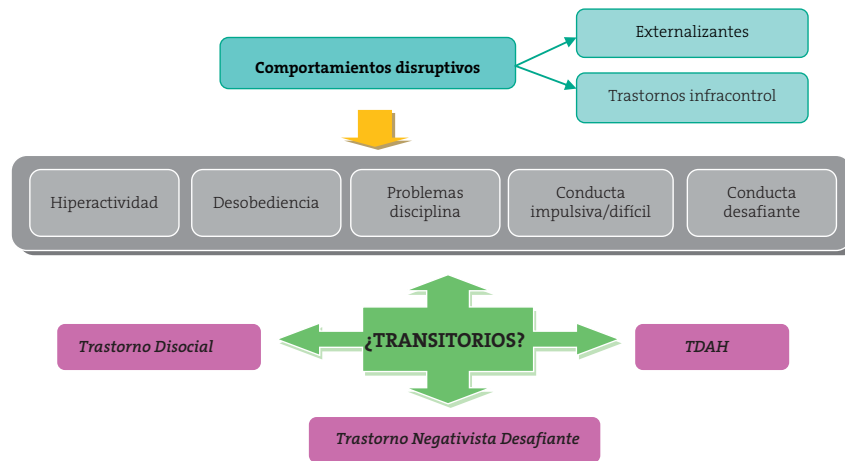 Externalizantes
Comportamientos disruptivos
Trastornos infracontrol
Hiperactividad
Desobediencia
Problemas
disciplina
Conducta
impulsiva/difícil
Conducta
desafiante
¿TRANSITORIOS?
Trastorno Disocial
TDAH
Trastorno Negativista Desafiante